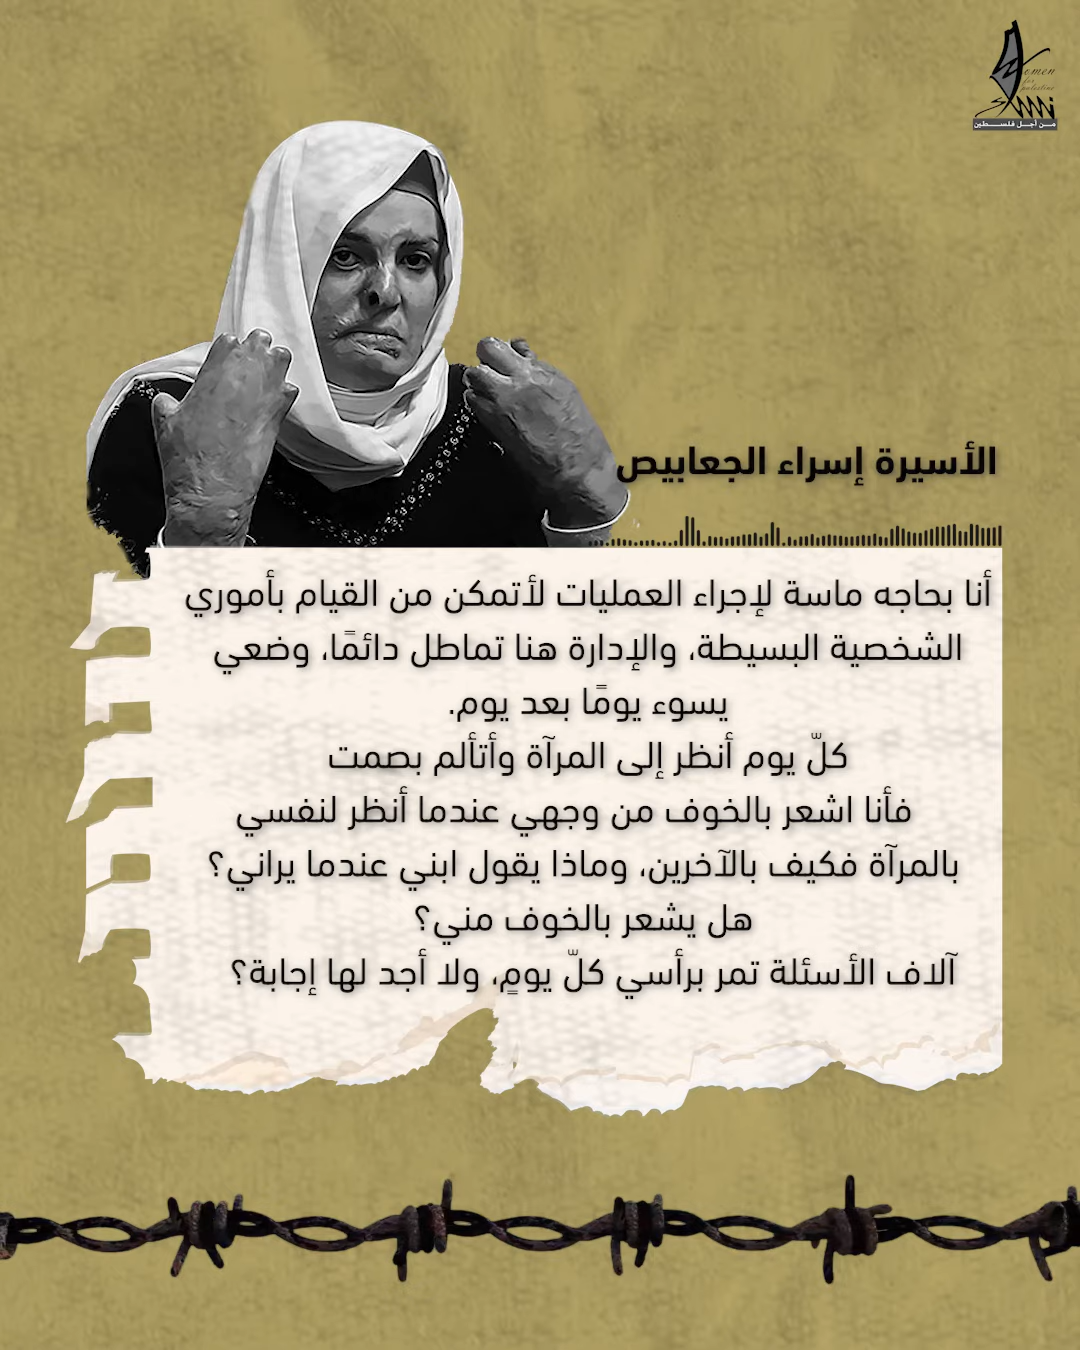 Women
for
palestine
من أجل فلسطين
الأسيرة إسراء الجعابيص
أنا بحاجه ماسة لإجراء العمليات لأتمكن من القيام بأموري
الشخصية البسيطة، والإدارة هنا تماطل دائمًا، وضعي
يسوء يومًا بعد يوم.
كلّ يوم أنظر إلى المرآة وأتألم بصمت
فأنا اشعر بالخوف من وجهي عندما أنظر لنفسي
بالمرآة فكيف بالآخرين، وماذا يقول ابني عندما يراني؟
هل يشعر بالخوف مني؟
آلاف الأسئلة تمر برأسي كلّ يومٍ، ولا أجد لها إجابة؟